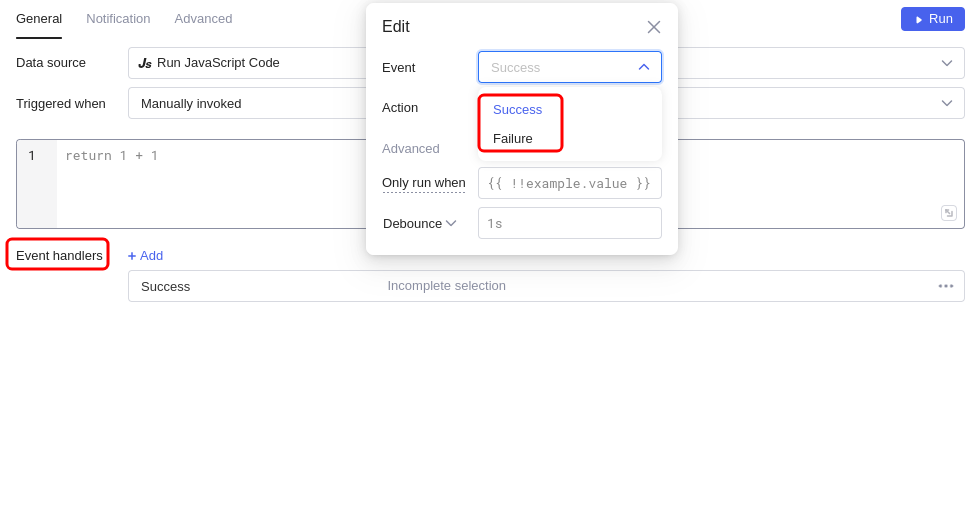 General Notification Advanced
Run
Edit
Data source
Js Run JavaScript Code
Event
Success
Triggered when
Manually invoked
Action
Success
Failure
Advanced
1
return 1 + 1
Only run when
{{ !!example.value }}
Debounce
1s
Event handlers
+ Add
Success
Incomplete selection